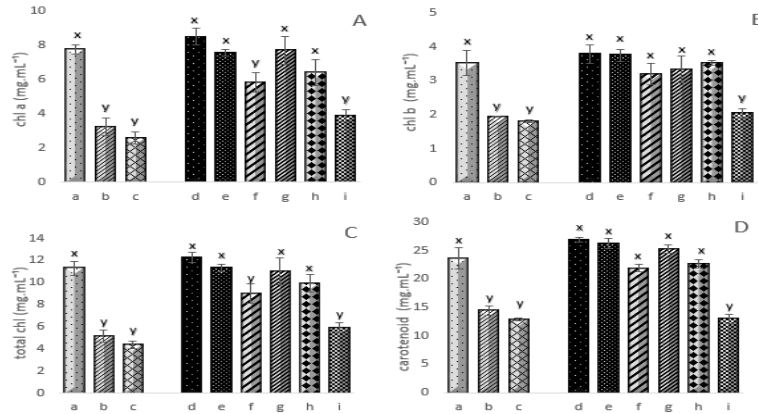 A
chl a (mg.mL⁻¹)
10
8
6
4
2
0
x y y x x y x x y
a b c d e f g h i
B
chl b (mg.mL⁻¹)
5
4
3
2
1
0
x y y x x x x x y
a b c d e f g h i
C
total chl (mg.mL⁻¹)
14
12
10
8
6
4
2
0
x y y x x y x x y
a b c d e f g h i
D
carotenoid (mg.mL⁻¹)
30
25
20
15
10
5
0
x y y x x x x x y
a b c d e f g h i